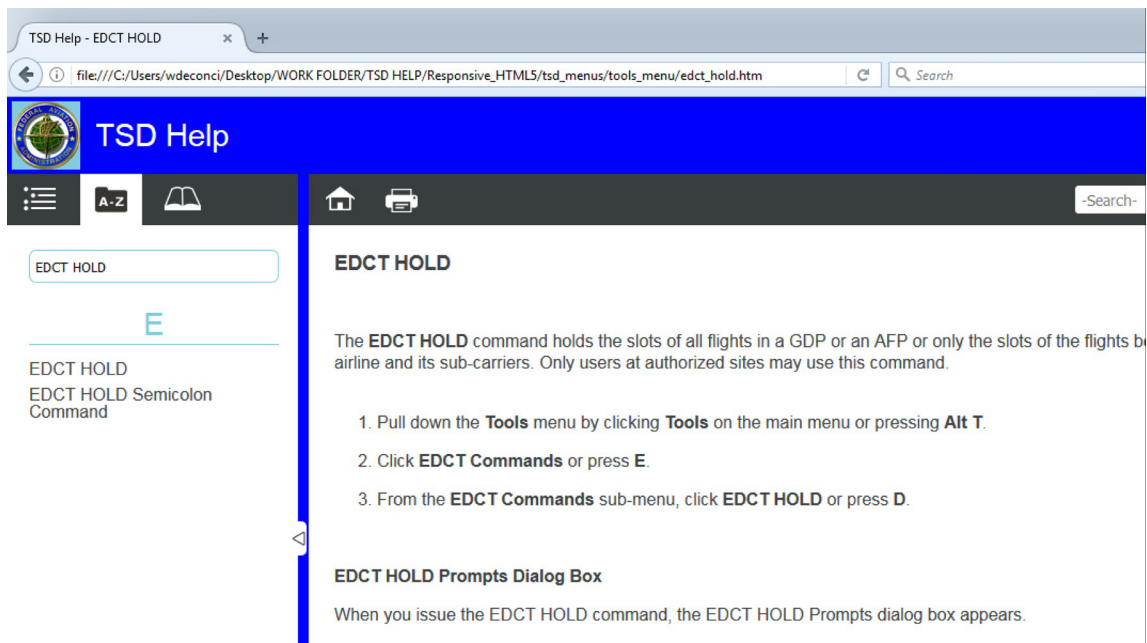 TSD Help - EDCT HOLD
file:///C:/Users/wdeconci/Desktop/WORK FOLDER/TSD HELP/Responsive_HTML5/tsd_menus/tools_menu/edct_hold.htm
Search
FEDERAL AVIATION
ADMINISTRATION
TSD Help
A-Z
-Search-
EDCT HOLD
E
EDCT HOLD
EDCT HOLD Semicolon
Command
EDCT HOLD
The EDCT HOLD command holds the slots of all flights in a GDP or an AFP or only the slots of the flights b
airline and its sub-carriers. Only users at authorized sites may use this command.
1. Pull down the Tools menu by clicking Tools on the main menu or pressing Alt T.
2. Click EDCT Commands or press E.
3. From the EDCT Commands sub-menu, click EDCT HOLD or press D.
EDCT HOLD Prompts Dialog Box
When you issue the EDCT HOLD command, the EDCT HOLD Prompts dialog box appears.